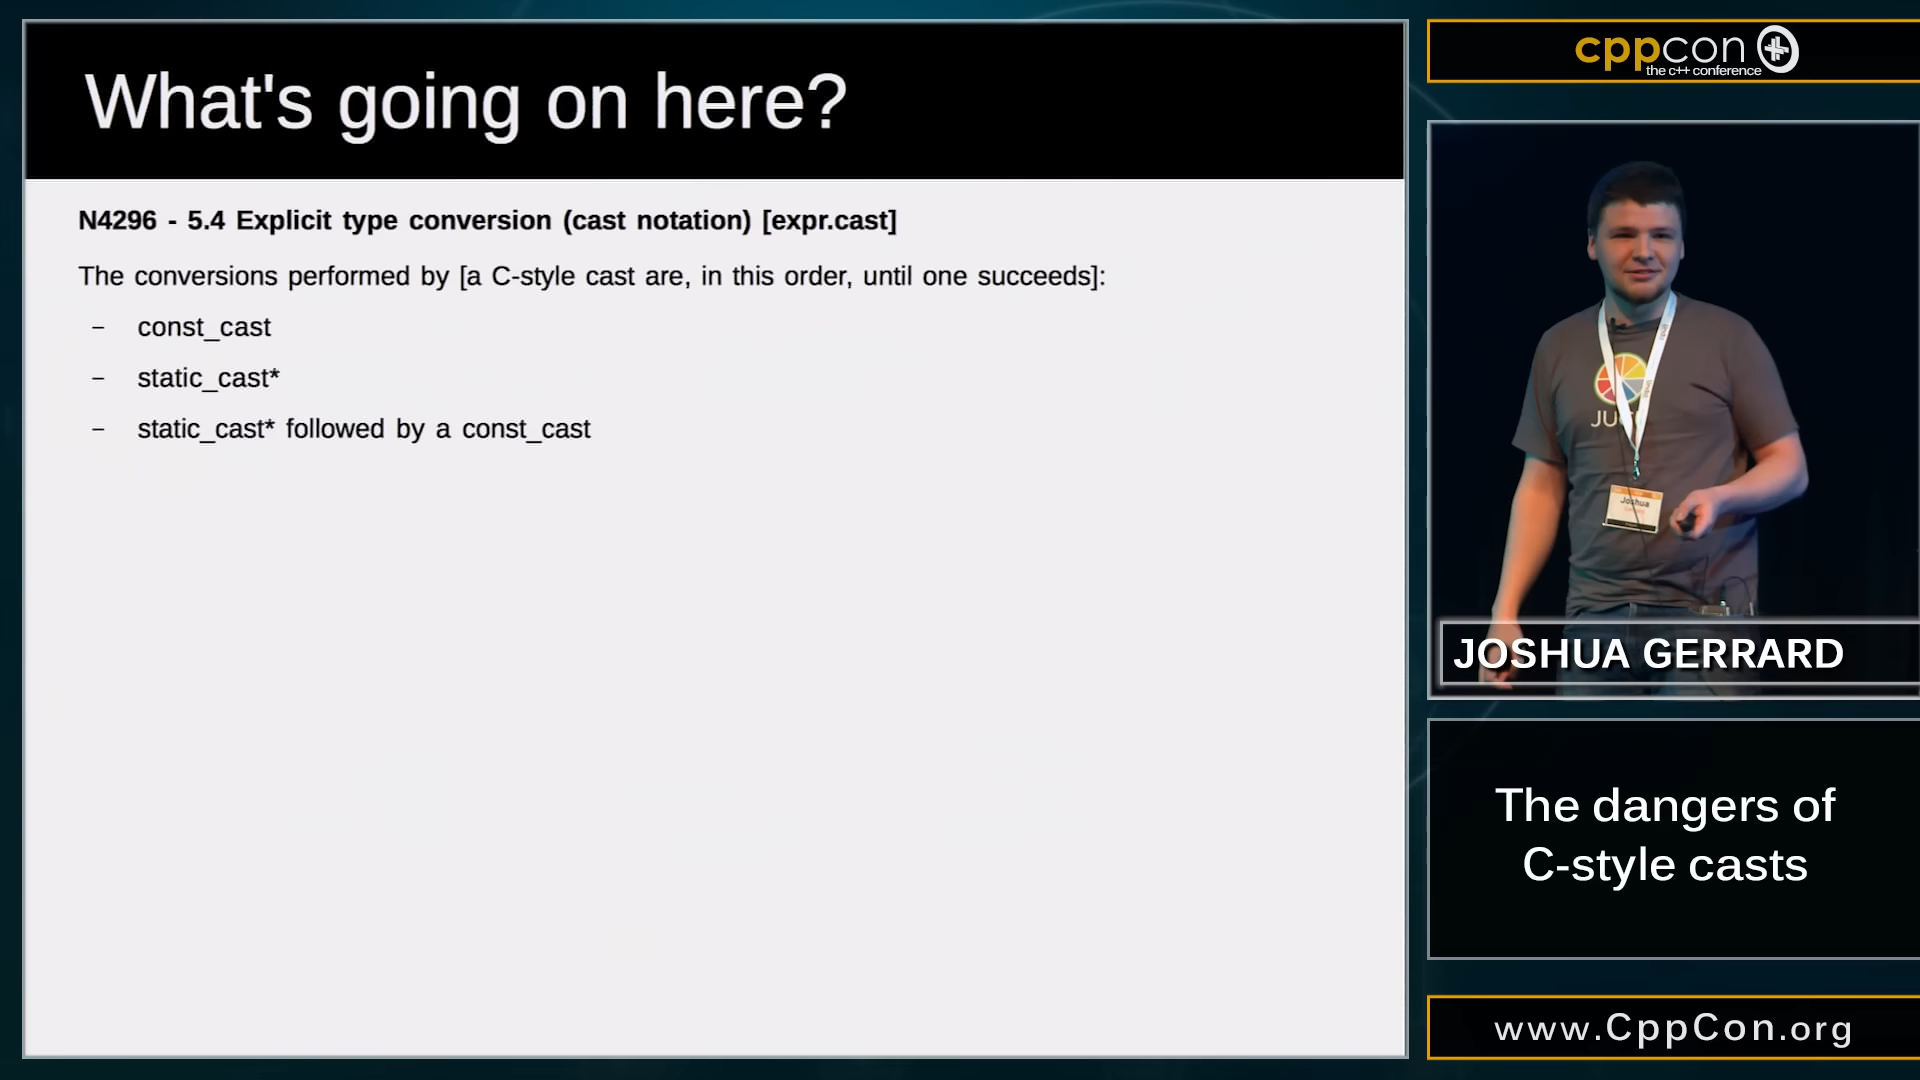 What's going on here?
N4296 - 5.4 Explicit type conversion (cast notation) [expr.cast]
The conversions performed by [a C-style cast are, in this order, until one succeeds]:
– const_cast
– static_cast*
– static_cast* followed by a const_cast
cppcon
the c++ conference
Joshua
JOSHUA GERRARD
The dangers of
C-style casts
www.CppCon.org